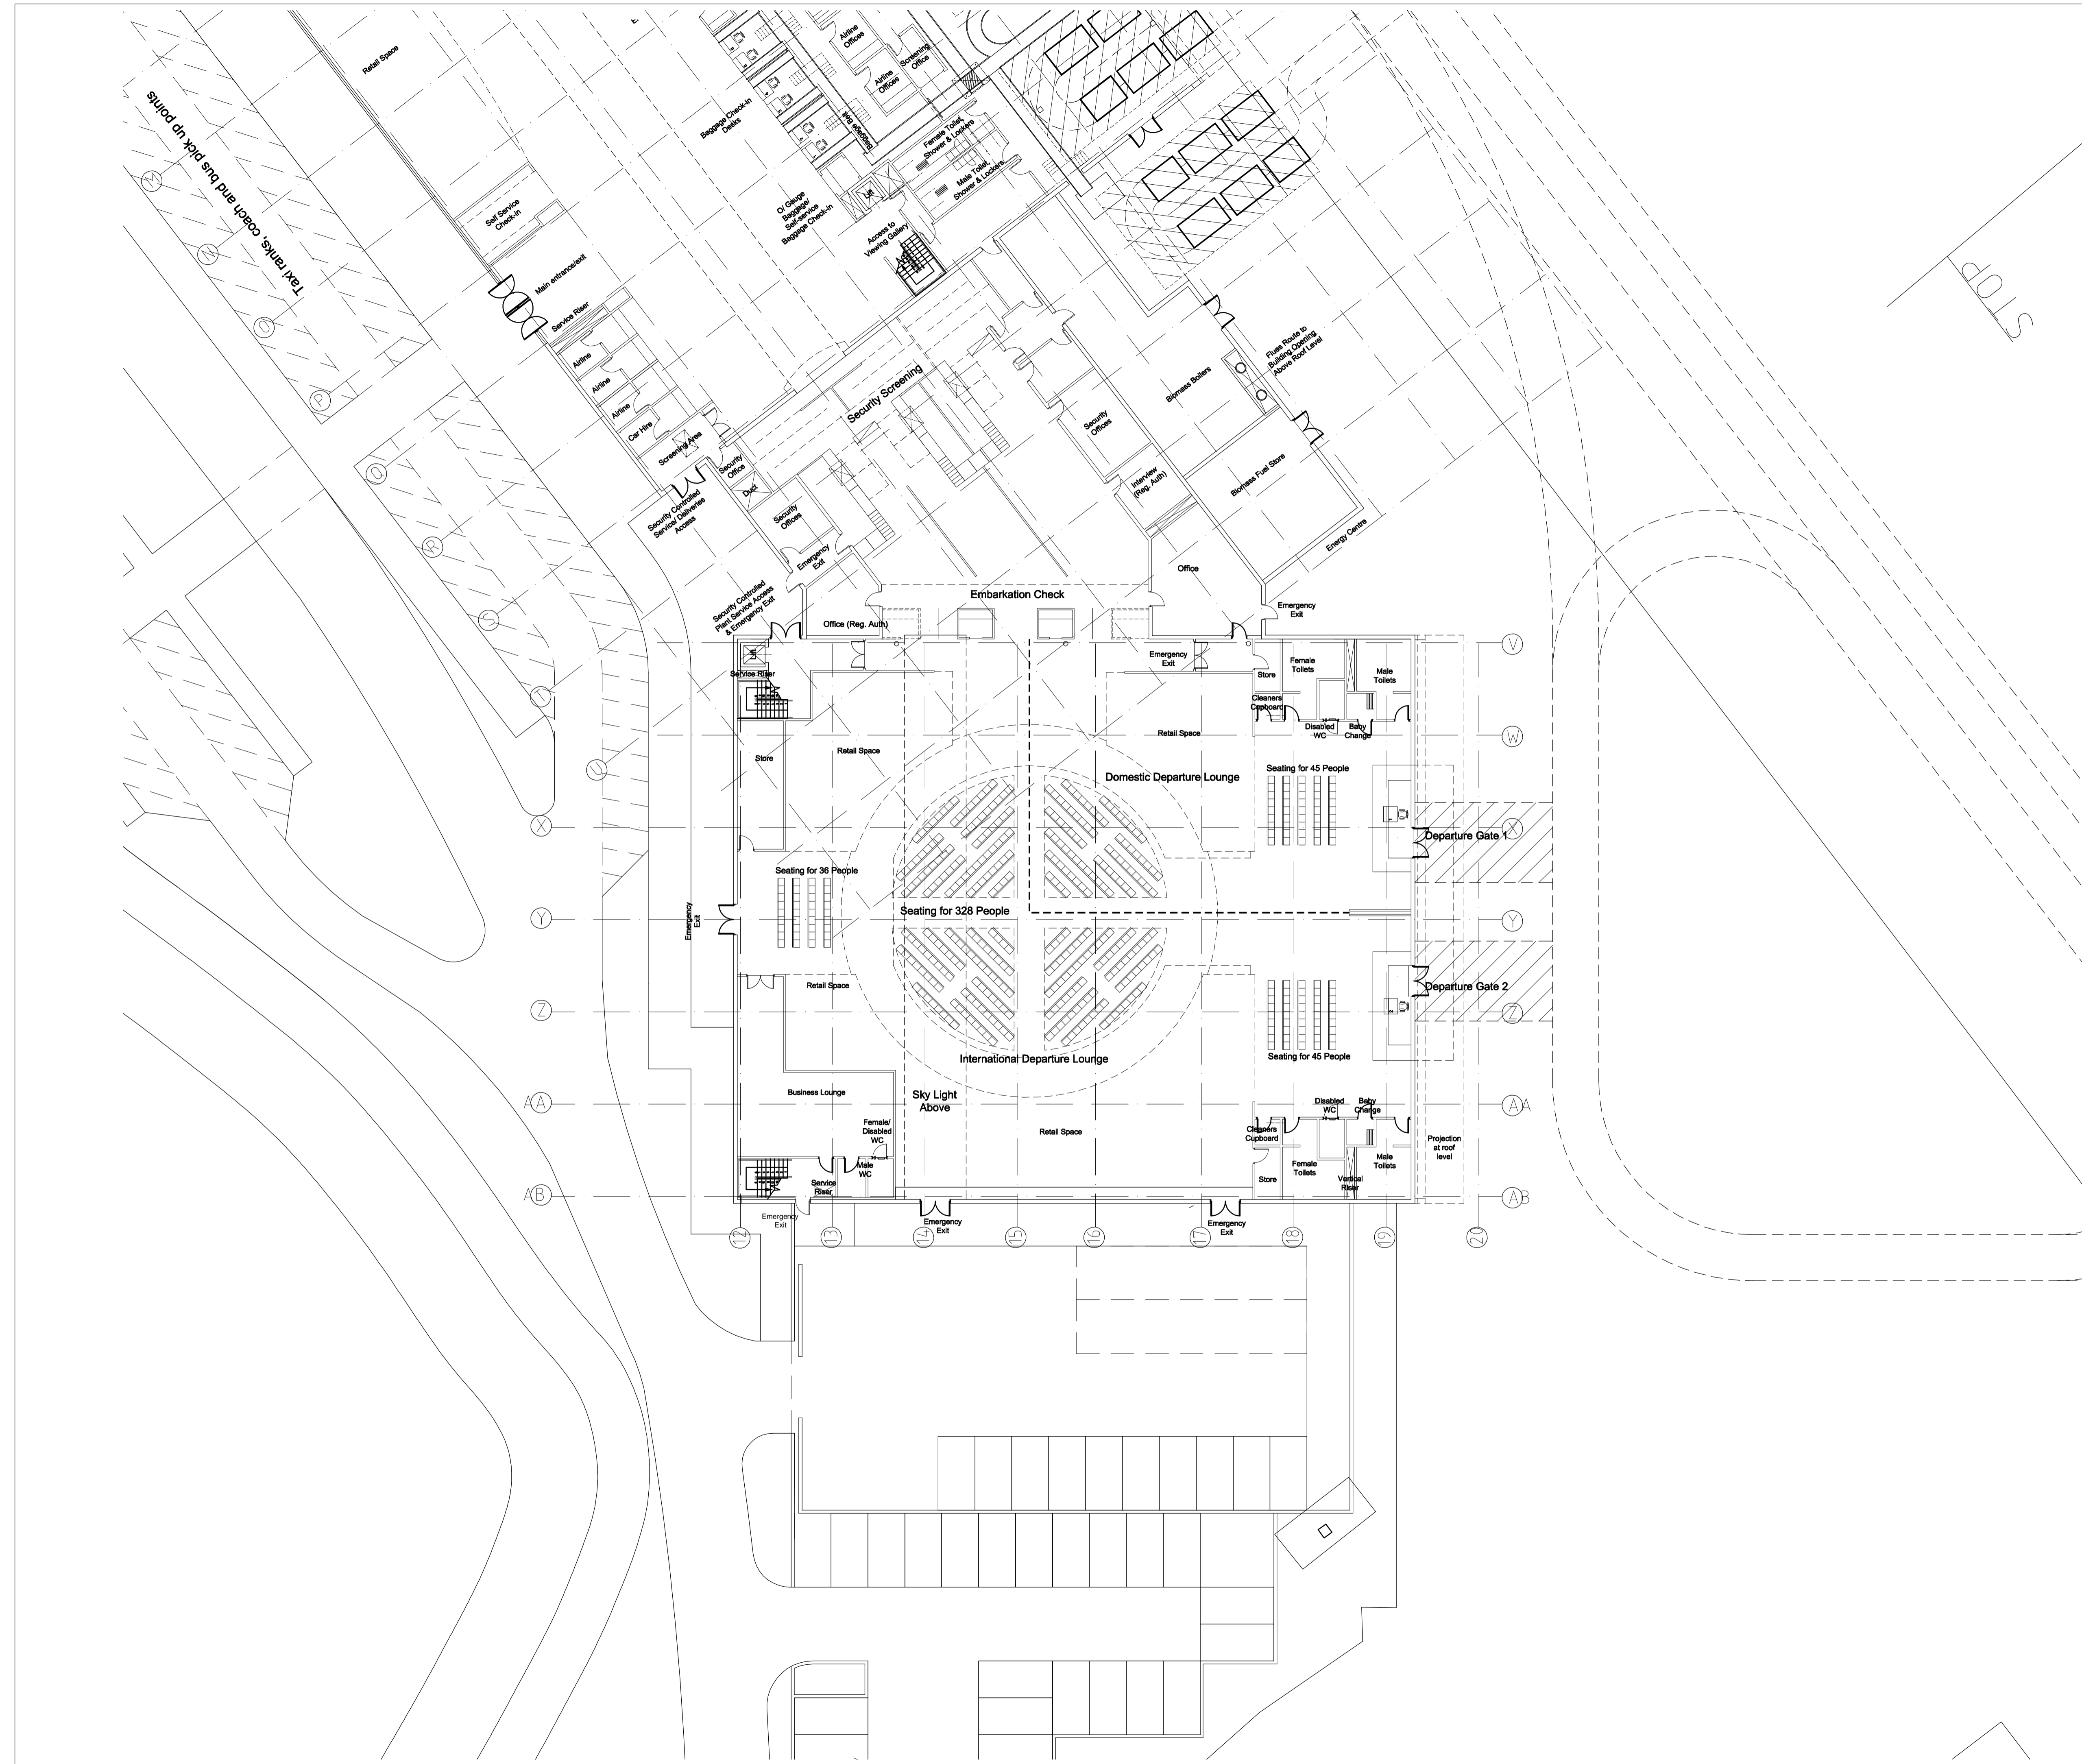 Retail Space
Taxi ranks, coach and bus pick up points
M
N
O
P
Q
R
S
T
U
Airline
Offices
Screening
Office
Airline
Offices
Baggage Check-in
Desks
Baggage Belt
Female Toilet,
Shower & Lockers
Male Toilet,
Shower & Lockers
Lift
O/ Gauge
Baggage/
Self-service
Baggage Check-in
Access to
Viewing Gallery
Self Service
Check-in
Main entrance/exit
Service Riser
Airline
Airline
Airline
Car Hire
Screening Area
Security
Office
Duct
Security Controlled
Service/ Deliveries
Access
Security
Offices
Emergency
Exit
Security Controlled
Plant Service Access
& Emergency Exit
Security Screening
Security
Offices
Interview
(Reg. Auth)
Biomass Boilers
Flues Route to
Building Opening
Above Roof Level
Biomass Fuel Store
Energy Centre
STOP
Office
Embarkation Check
Office (Reg. Auth)
Emergency
Exit
Emergency
Exit
Lift
Service Riser
Store
Female
Toilets
Male
Toilets
Cleaners
Cupboard
Disabled
WC
Baby
Change
V
W
Store
Retail Space
Retail Space
Domestic Departure Lounge
Seating for 45 People
X
X
Departure Gate 1
Seating for 36 People
Emergency
Exit
Y
Seating for 328 People
Y
Retail Space
Departure Gate 2
Z
Z
International Departure Lounge
Seating for 45 People
Business Lounge
Sky Light
Above
AA
AA
Disabled
WC
Baby
Change
Female/
Disabled
WC
Retail Space
Cleaners
Cupboard
Projection
at roof
level
Male
WC
Service
Riser
Store
Female
Toilets
Vertical
Riser
Male
Toilets
AB
AB
Emergency
Exit
Emergency
Exit
Emergency
Exit
12
13
14
15
16
17
18
19
20